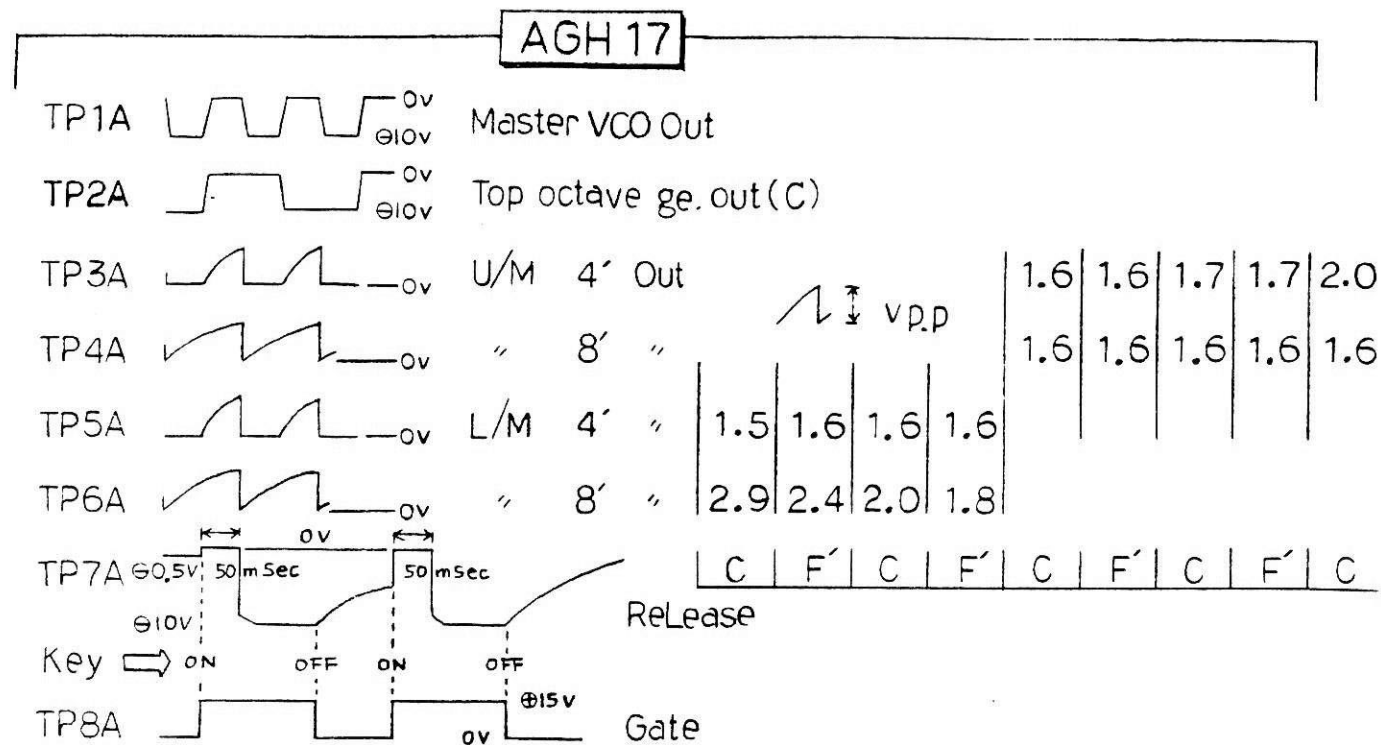 AGH 17
TP1A 0v ⊖10v Master VCO Out
TP2A 0v ⊖10v Top octave ge. out (C)
TP3A 0v U/M 4′ Out 1.6 1.6 1.7 1.7 2.0
v p.p
TP4A 0v 〃 8′ 〃 1.6 1.6 1.6 1.6 1.6
TP5A 0v L/M 4′ 〃 1.5 1.6 1.6 1.6
TP6A 0v 〃 8′ 〃 2.9 2.4 2.0 1.8
0v
TP7A ⊖0.5v 50 mSec 50 mSec C F′ C F′ C F′ C F′ C
⊖10v ReLease
Key ON OFF ON OFF
⊕15v
TP8A 0v Gate